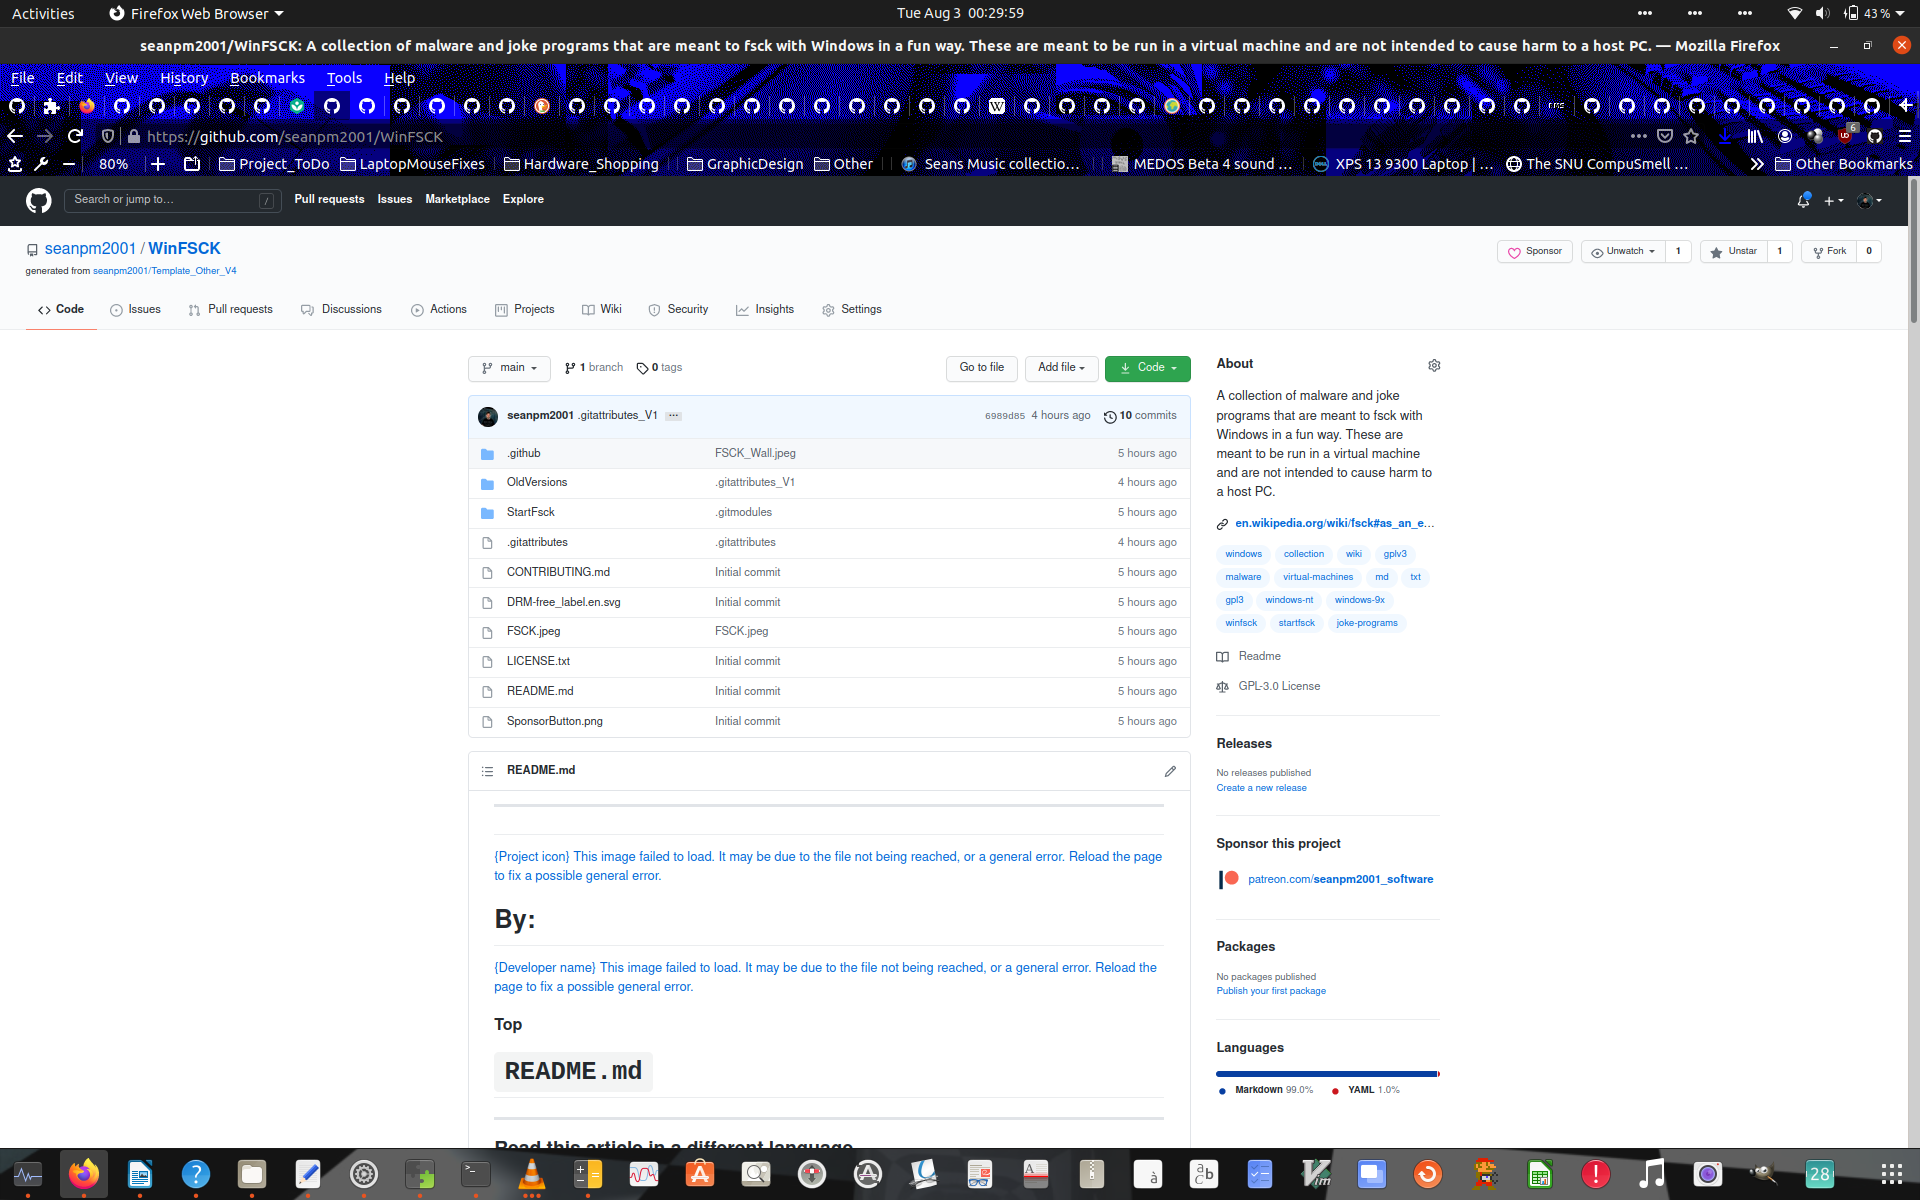 Activities
Firefox Web Browser
Tue Aug 3 00:29:59
43 %
seanpm2001/WinFSCK: A collection of malware and joke programs that are meant to fsck with Windows in a fun way. These are meant to be run in a virtual machine and are not intended to cause harm to a host PC. — Mozilla Firefox
File Edit View History Bookmarks Tools Help
https://github.com/seanpm2001/WinFSCK
6
80% Project_ToDo LaptopMouseFixes Hardware_Shopping GraphicDesign Other Seans Music collectio… MEDOS Beta 4 sound … XPS 13 9300 Laptop | … The SNU CompuSmell … Other Bookmarks
Search or jump to… / Pull requests Issues Marketplace Explore
seanpm2001 / WinFSCK
Sponsor Unwatch 1 Unstar 1 Fork 0
generated from seanpm2001/Template_Other_V4
Code Issues Pull requests Discussions Actions Projects Wiki Security Insights Settings
main 1 branch 0 tags Go to file Add file Code
seanpm2001 .gitattributes_V1 ··· 6989d85 4 hours ago 10 commits
.github FSCK_Wall.jpeg 5 hours ago
OldVersions .gitattributes_V1 4 hours ago
StartFsck .gitmodules 5 hours ago
.gitattributes .gitattributes 4 hours ago
CONTRIBUTING.md Initial commit 5 hours ago
DRM-free_label.en.svg Initial commit 5 hours ago
FSCK.jpeg FSCK.jpeg 5 hours ago
LICENSE.txt Initial commit 5 hours ago
README.md Initial commit 5 hours ago
SponsorButton.png Initial commit 5 hours ago
README.md
{Project icon} This image failed to load. It may be due to the file not being reached, or a general error. Reload the page
to fix a possible general error.
By:
{Developer name} This image failed to load. It may be due to the file not being reached, or a general error. Reload the
page to fix a possible general error.
Top
README.md
Read this article in a different language
About
A collection of malware and joke
programs that are meant to fsck with
Windows in a fun way. These are
meant to be run in a virtual machine
and are not intended to cause harm to
a host PC.
en.wikipedia.org/wiki/fsck#as_an_e…
windows collection wiki gplv3
malware virtual-machines md txt
gpl3 windows-nt windows-9x
winfsck startfsck joke-programs
Readme
GPL-3.0 License
Releases
No releases published
Create a new release
Sponsor this project
patreon.com/seanpm2001_software
Packages
No packages published
Publish your first package
Languages
Markdown 99.0% YAML 1.0%
28